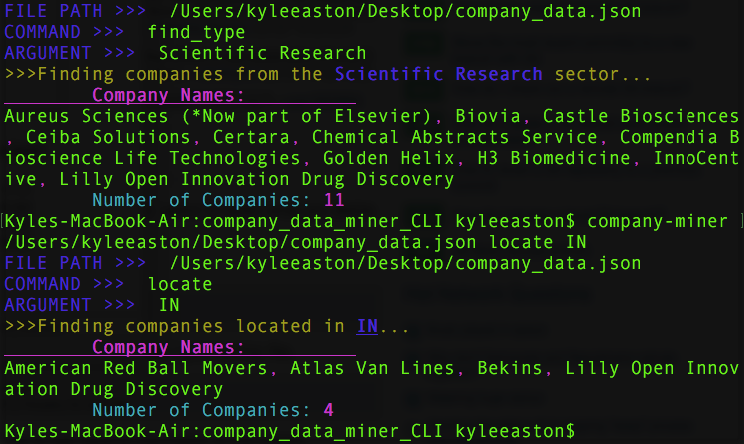 FILE PATH >>>  /Users/kyleeaston/Desktop/company_data.json
COMMAND >>>  find_type
ARGUMENT >>>  Scientific Research
>>>Finding companies from the Scientific Research sector...
Company Names:
Aureus Sciences (*Now part of Elsevier), Biovia, Castle Biosciences
, Ceiba Solutions, Certara, Chemical Abstracts Service, Compendia B
ioscience Life Technologies, Golden Helix, H3 Biomedicine, InnoCent
ive, Lilly Open Innovation Drug Discovery
Number of Companies: 11
[Kyles-MacBook-Air:company_data_miner_CLI kyleeaston$ company-miner ]
/Users/kyleeaston/Desktop/company_data.json locate IN
FILE PATH >>>  /Users/kyleeaston/Desktop/company_data.json
COMMAND >>>  locate
ARGUMENT >>>  IN
>>>Finding companies located in IN...
Company Names:
American Red Ball Movers, Atlas Van Lines, Bekins, Lilly Open Innov
ation Drug Discovery
Number of Companies: 4
Kyles-MacBook-Air:company_data_miner_CLI kyleeaston$